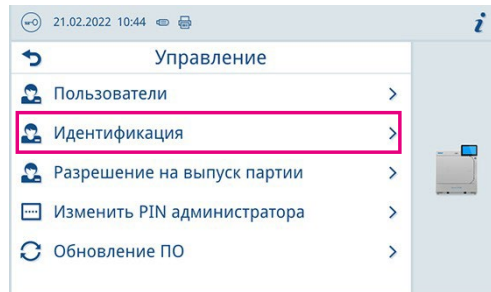 21.02.2022 10:44
Управление
Пользователи
Идентификация
Разрешение на выпуск партии
Изменить PIN администратора
Обновление ПО